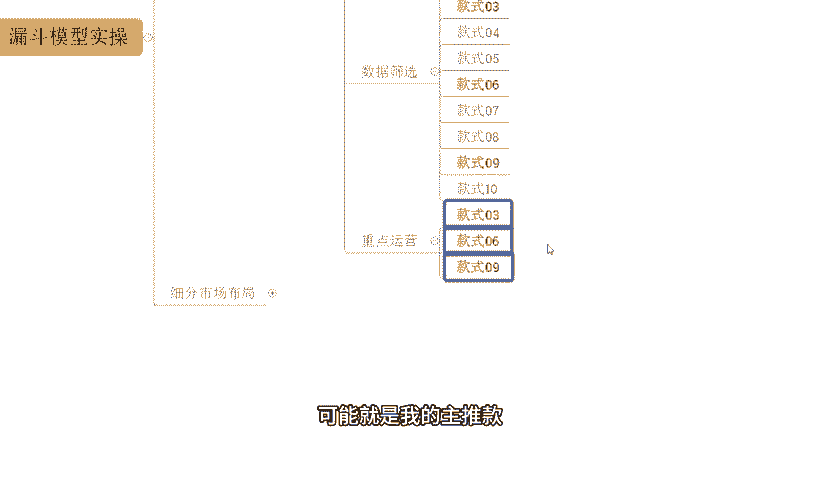 款式03
漏斗模型实操
款式04
款式05
数据筛选
款式06
款式07
款式08
款式09
款式10
款式03
重点运营
款式06
款式09
细分市场布局
可能就是我的主推款